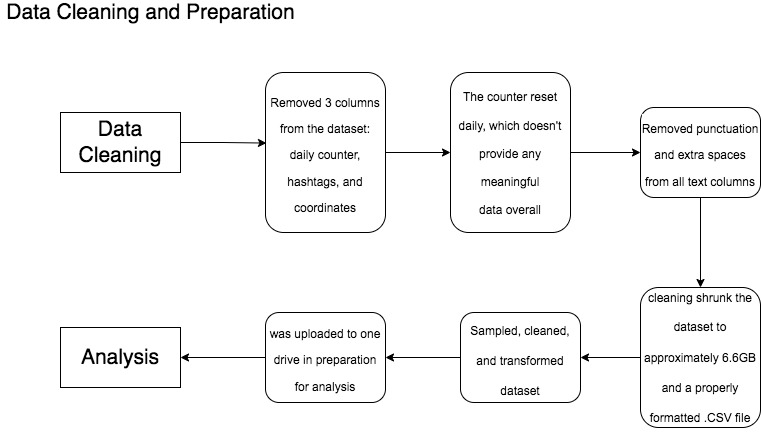 Data Cleaning and Preparation
Data
Cleaning
Removed 3 columns
from the dataset:
daily counter,
hashtags, and
coordinates
The counter reset
daily, which doesn't
provide any
meaningful
data overall
Removed punctuation
and extra spaces
from all text columns
cleaning shrunk the
dataset to
approximately 6.6GB
and a properly
formatted .CSV file
Sampled, cleaned,
and transformed
dataset
was uploaded to one
drive in preparation
for analysis
Analysis